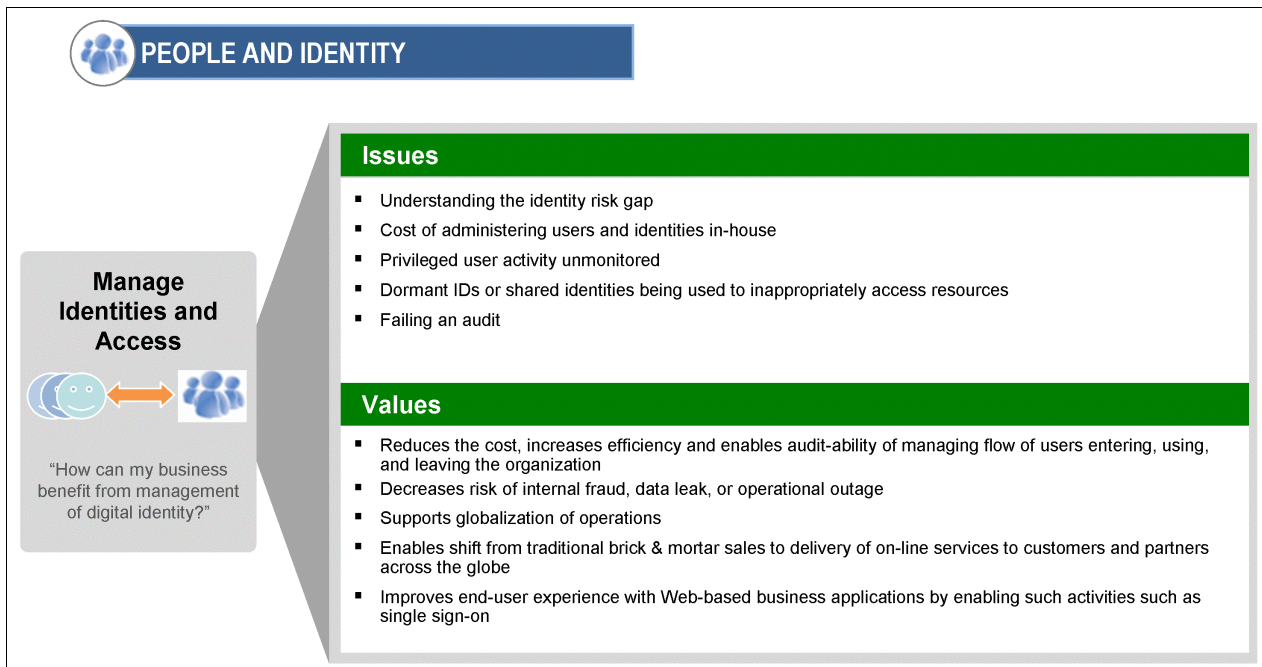 PEOPLE AND IDENTITY
Manage
Identities and
Access
“How can my business
benefit from management
of digital identity?”
Issues
▪ Understanding the identity risk gap
▪ Cost of administering users and identities in-house
▪ Privileged user activity unmonitored
▪ Dormant IDs or shared identities being used to inappropriately access resources
▪ Failing an audit
Values
▪ Reduces the cost, increases efficiency and enables audit-ability of managing flow of users entering, using,
and leaving the organization
▪ Decreases risk of internal fraud, data leak, or operational outage
▪ Supports globalization of operations
▪ Enables shift from traditional brick & mortar sales to delivery of on-line services to customers and partners
across the globe
▪ Improves end-user experience with Web-based business applications by enabling such activities such as
single sign-on